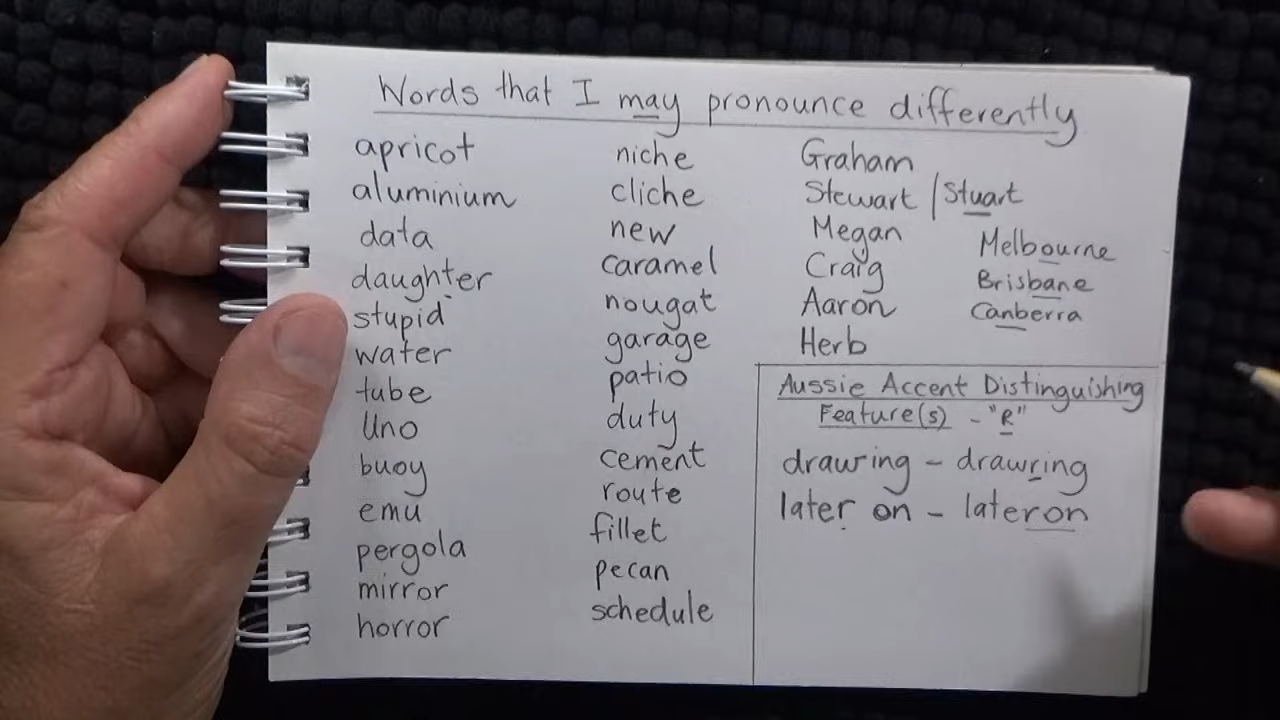 Words that I may pronounce differently
apricot
aluminium
data
daughter
stupid
water
tube
Uno
buoy
emu
pergola
mirror
horror
niche
cliche
new
caramel
nougat
garage
patio
duty
cement
route
fillet
pecan
schedule
Graham
Stewart / Stuart
Megan
Craig
Aaron
Herb
Melbourne
Brisbane
Canberra
Aussie Accent Distinguishing
Feature(s) - "R"
drawing - drawring
later on - lateron